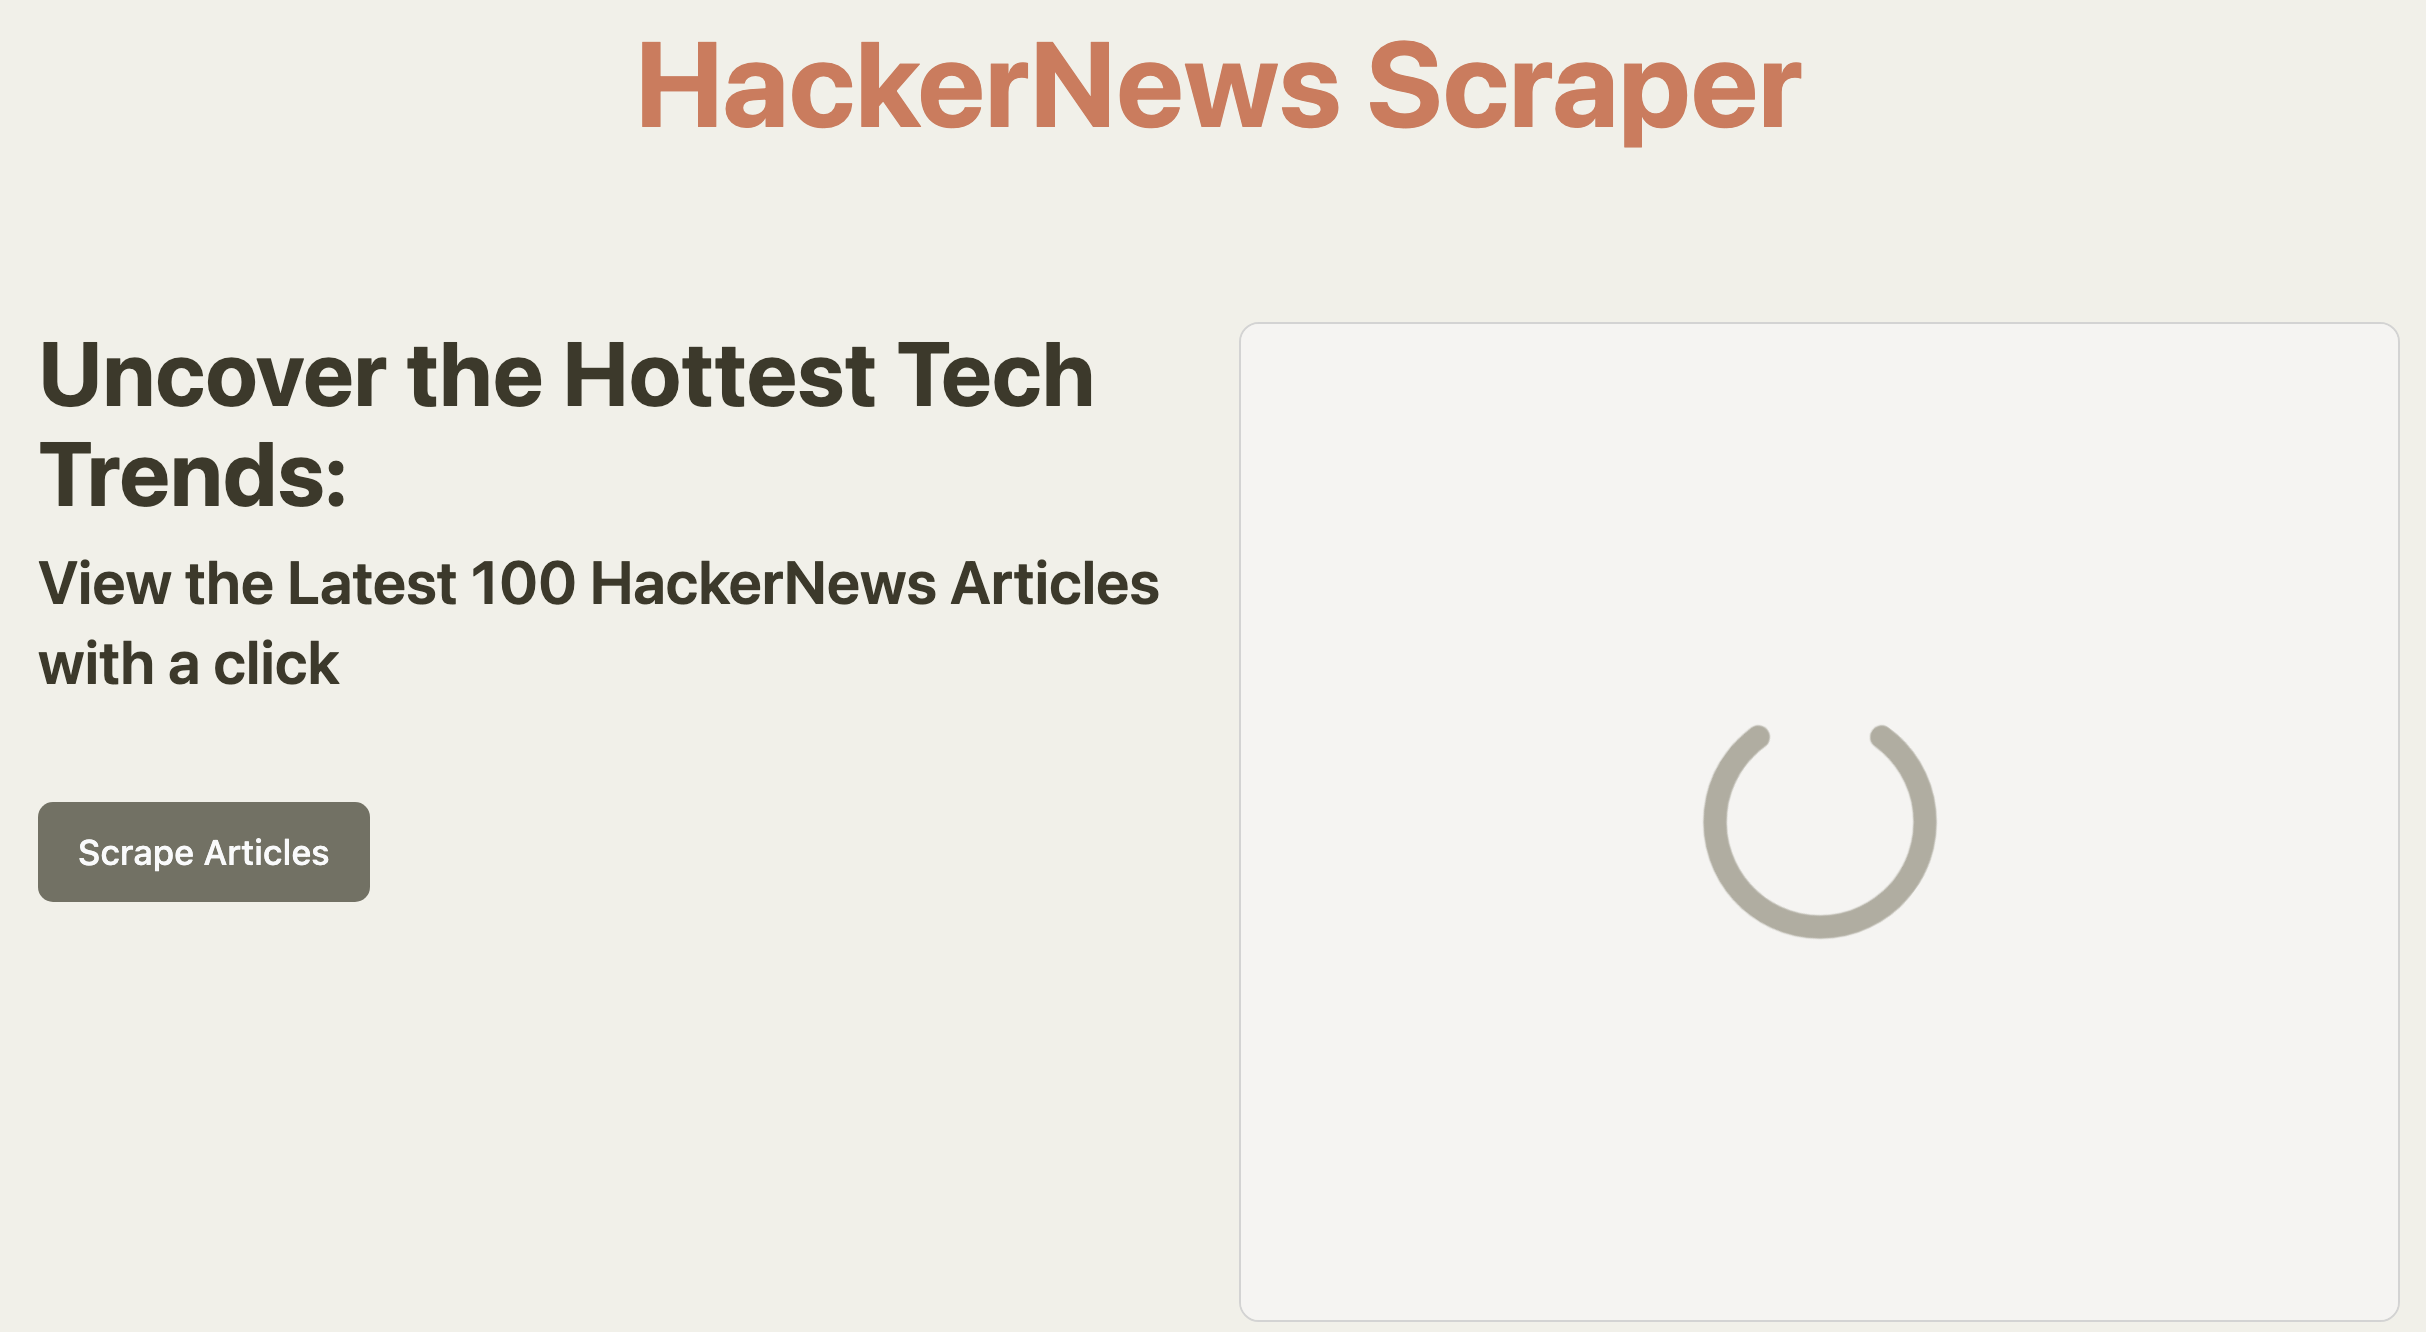 HackerNews Scraper
Uncover the Hottest Tech
Trends:
View the Latest 100 HackerNews Articles
with a click
Scrape Articles